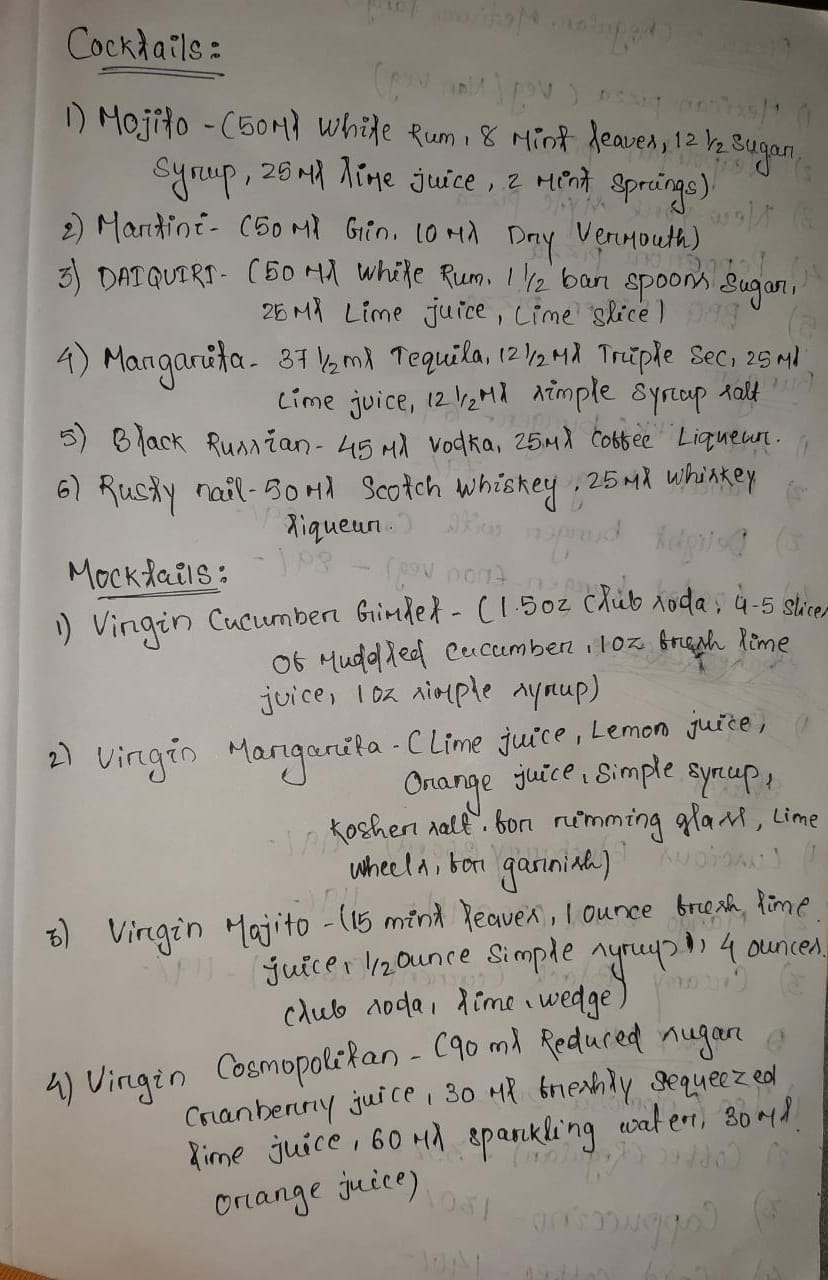 Cocktails:
1) Mojito - (50Ml White Rum, 8 Mint leaves, 12 1/2 Sugar
Syrup, 25 Ml lime juice, 2 Mint Springs)
2) Martini - (50 Ml Gin, 10 Ml Dry Vermouth)
3) DAIQUIRI - (50 Ml White Rum, 1 1/2 bar spoons Sugar,
25 Ml Lime juice, Lime slice)
4) Margarita - 37 1/2 ml Tequila, 12 1/2 Ml Triple Sec, 25 Ml
Lime juice, 12 1/2 Ml simple Syrup salt
5) Black Russian - 45 Ml Vodka, 25 Ml Coffee Liqueur.
6) Rusty nail - 50 Ml Scotch Whiskey, 25 Ml Whiskey
liqueur.
Mocktails:
1) Virgin Cucumber Gimlet - (1.5oz Club soda, 4-5 Slices
Of Muddled Cucumber, 1oz fresh lime
juice, 1 oz simple syrup)
2) Virgin Margarita - (Lime juice, Lemon juice,
Orange juice, Simple syrup,
Kosher salt. for rimming glass, Lime
Wheels, for garnish)
3) Virgin Mojito - (15 mint leaves, 1 ounce fresh lime
juice, 1/2 ounce Simple syrup), 4 ounces
club soda, lime wedge)
4) Virgin Cosmopolitan - (90 ml Reduced sugar
Cranberry juice, 30 Ml freshly sequeezed
lime juice, 60 Ml sparkling water, 30 Ml
Orange juice)